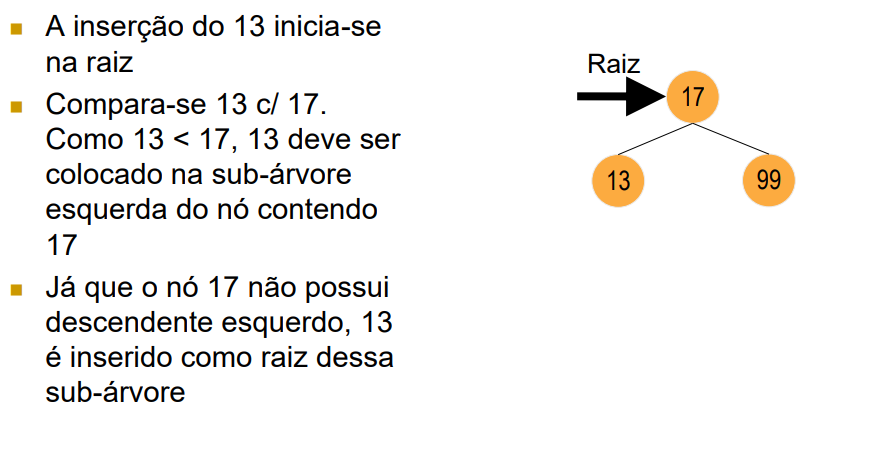 A inserção do 13 inicia-se
na raiz
Compara-se 13 c/ 17.
Como 13 < 17, 13 deve ser
colocado na sub-árvore
esquerda do nó contendo
17
Já que o nó 17 não possui
descendente esquerdo, 13
é inserido como raiz dessa
sub-árvore
Raiz
17
13
99